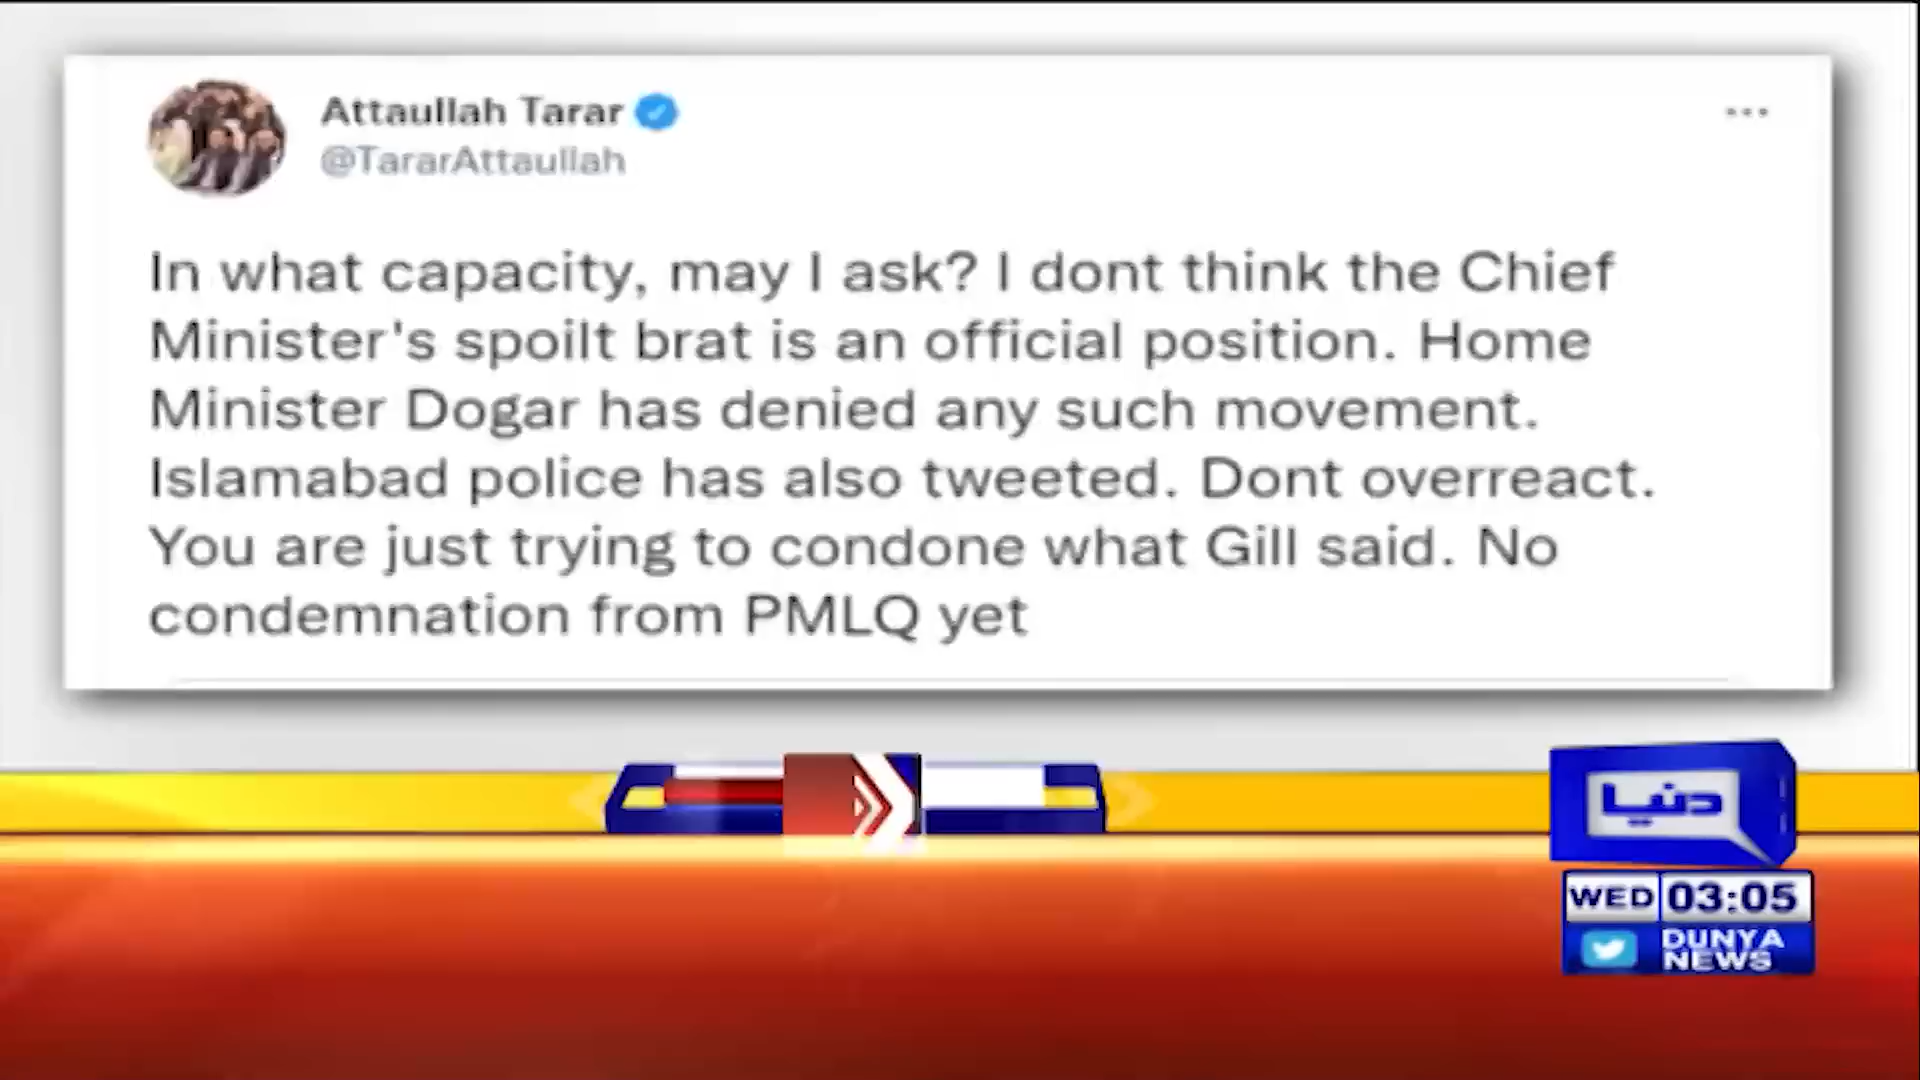 Attaullah Tarar
@TararAttaullah
In what capacity, may I ask? I dont think the Chief
Minister's spoilt brat is an official position. Home
Minister Dogar has denied any such movement.
Islamabad police has also tweeted. Dont overreact.
You are just trying to condone what Gill said. No
condemnation from PMLQ yet
دنیا
WED 03:05
DUNYA
NEWS